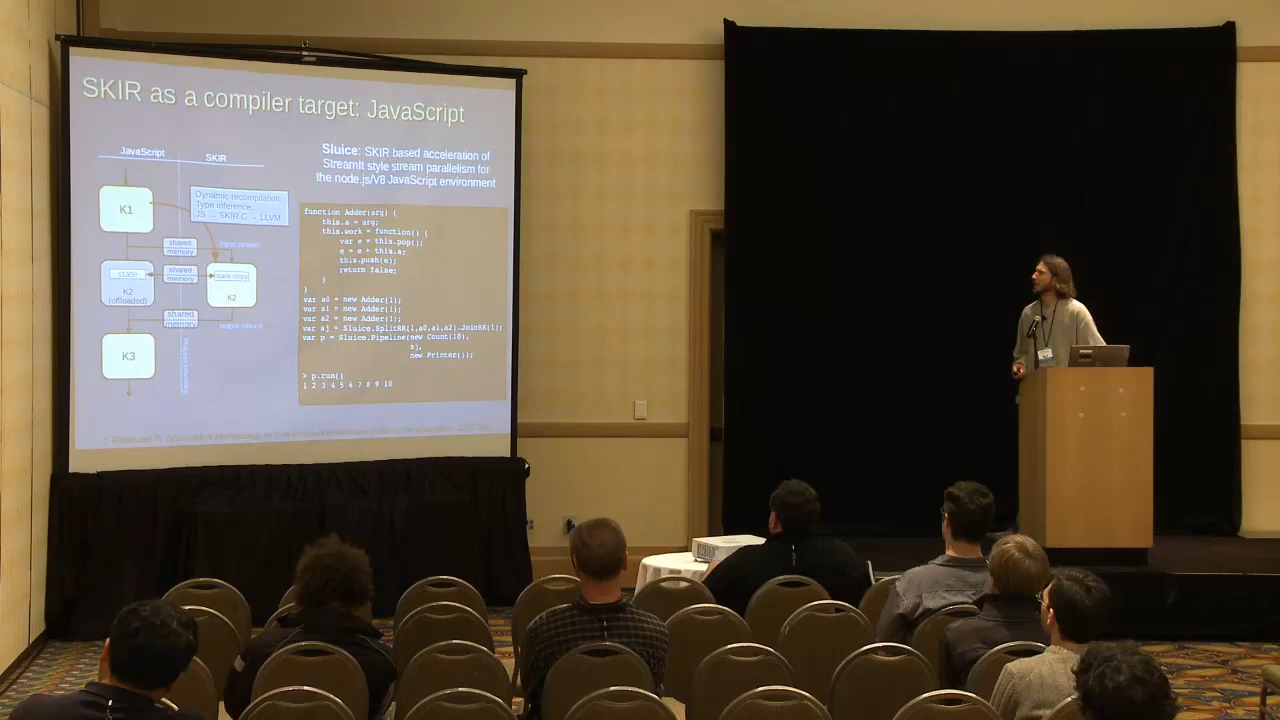 SKIR as a compiler target: JavaScript
JavaScript
SKIR
Sluice: SKIR based acceleration of
StreamIt style stream parallelism for
the node.js/V8 JavaScript environment
K1
Dynamic recompilation,
Type inference,
JS → SKIR C → LLVM
shared
memory
input stream
state
shared
memory
state copy
K2
(offloaded)
K2
shared
memory
output stream
K3
function Adder(arg) {
this.a = arg;
this.work = function() {
var e = this.pop();
e = e + this.a;
this.push(e);
return false;
}
}
var a0 = new Adder(1);
var a1 = new Adder(1);
var a2 = new Adder(1);
var sj = Sluice.SplitRR(1,a0,a1,a2).JoinRR(1);
var p = Sluice.Pipeline(new Count(10),
sj,
new Printer());
> p.run()
1 2 3 4 5 6 7 8 9 10